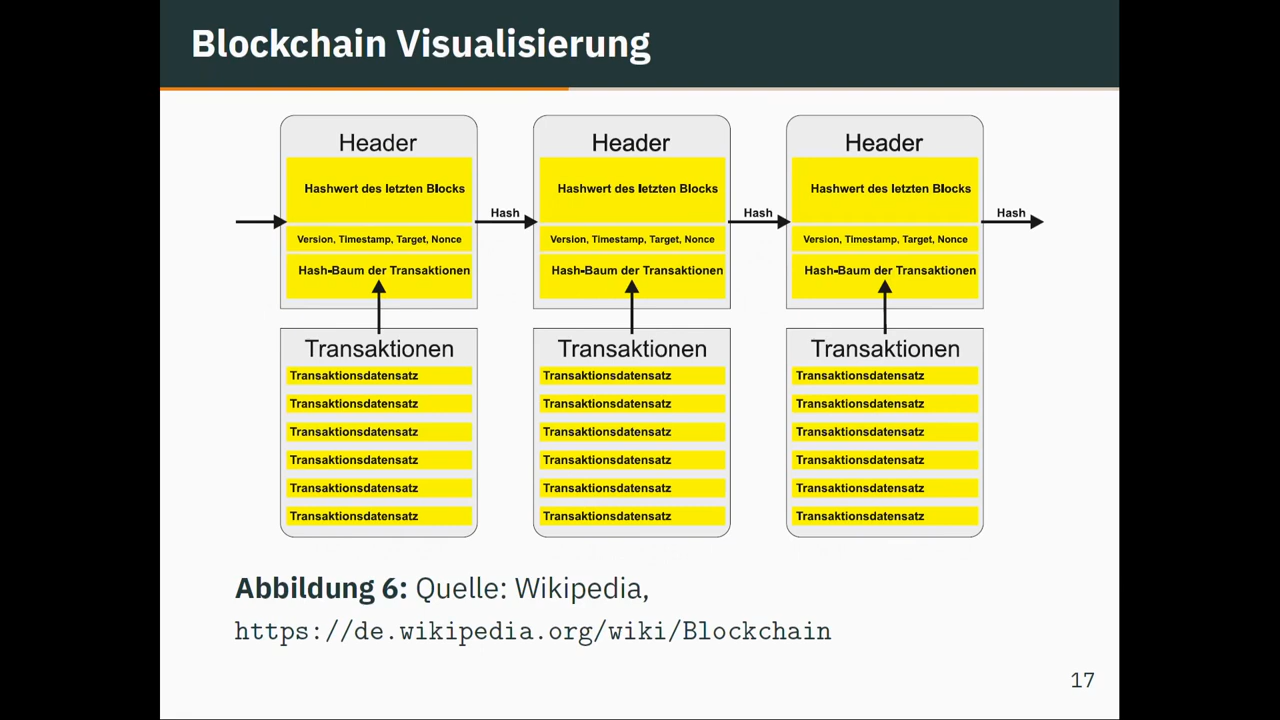 Blockchain Visualisierung
Header
Hashwert des letzten Blocks
Version, Timestamp, Target, Nonce
Hash-Baum der Transaktionen
Transaktionen
Transaktionsdatensatz
Transaktionsdatensatz
Transaktionsdatensatz
Transaktionsdatensatz
Transaktionsdatensatz
Transaktionsdatensatz
Hash
Header
Hashwert des letzten Blocks
Version, Timestamp, Target, Nonce
Hash-Baum der Transaktionen
Transaktionen
Transaktionsdatensatz
Transaktionsdatensatz
Transaktionsdatensatz
Transaktionsdatensatz
Transaktionsdatensatz
Transaktionsdatensatz
Hash
Header
Hashwert des letzten Blocks
Version, Timestamp, Target, Nonce
Hash-Baum der Transaktionen
Transaktionen
Transaktionsdatensatz
Transaktionsdatensatz
Transaktionsdatensatz
Transaktionsdatensatz
Transaktionsdatensatz
Transaktionsdatensatz
Hash
Abbildung 6: Quelle: Wikipedia,
https://de.wikipedia.org/wiki/Blockchain
17